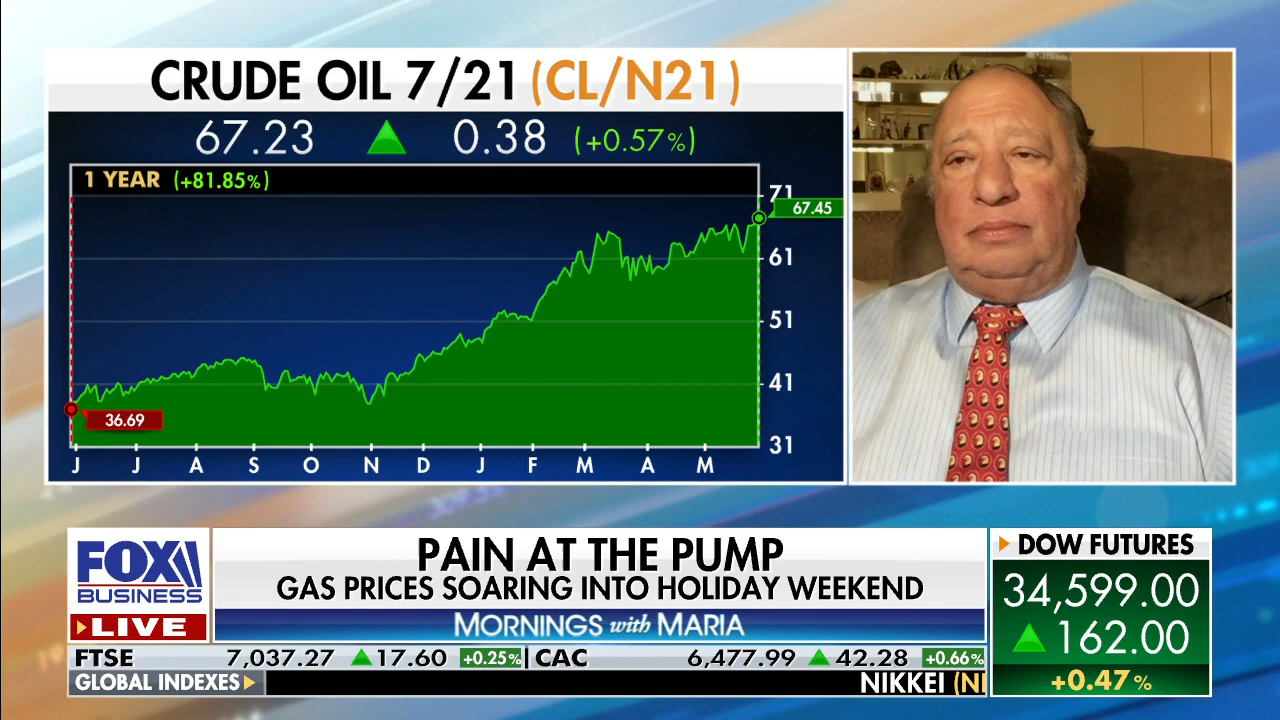 CRUDE OIL 7/21 (CL/N21)
67.23 ▲ 0.38 (+0.57%)
1 YEAR (+81.85%)
71
67.45
61
51
41
36.69
31
J J A S O N D J F M A M
FOX BUSINESS
LIVE
PAIN AT THE PUMP
GAS PRICES SOARING INTO HOLIDAY WEEKEND
MORNINGS with MARIA
FTSE 7,037.27 ▲17.60 +0.25% CAC 6,477.99 ▲ 42.28 +0.66%
GLOBAL INDEXES NIKKEI (NI
DOW FUTURES
34,599.00
▲ 162.00
+0.47%